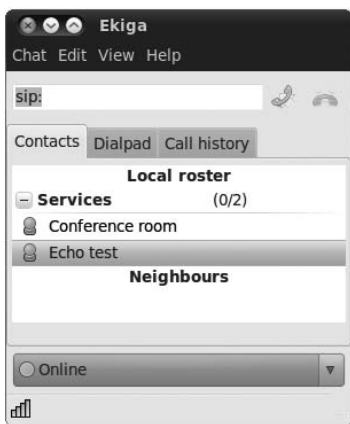 Ekiga
Chat Edit View Help
sip:
Contacts Dialpad Call history
Local roster
Services (0/2)
Conference room
Echo test
Neighbours
Online